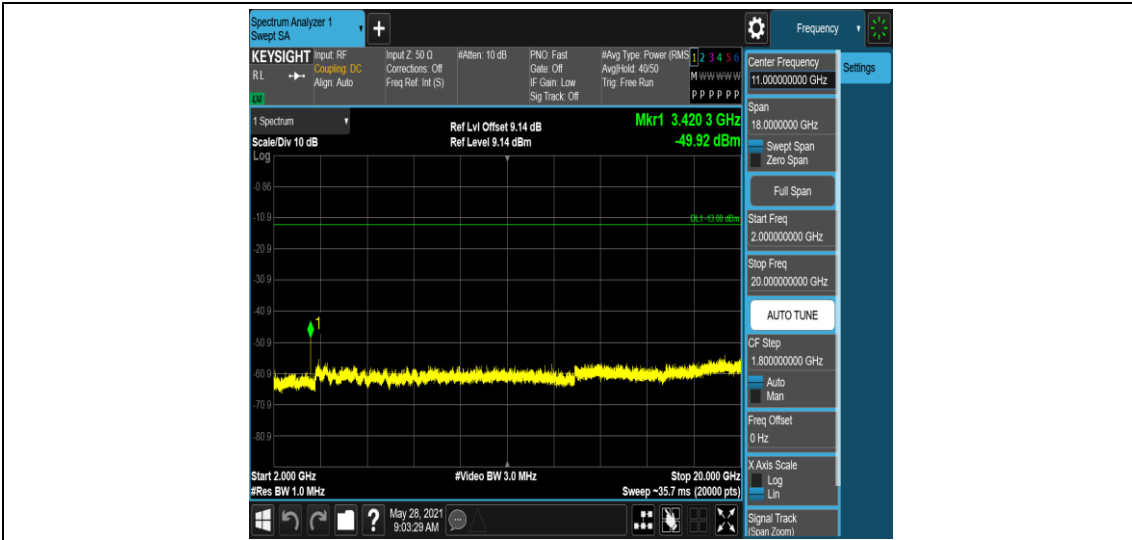 Spectrum Analyzer 1
Swept SA
+
Frequency
KEYSIGHT
RL
Input: RF
Coupling: DC
Align: Auto
Input Z: 50 Ω
Corrections: Off
Freq Ref: Int (S)
#Atten: 10 dB
PNO: Fast
Gate: Off
IF Gain: Low
Sig Track: Off
#Avg Type: Power (RMS
Avg|Hold: 40/50
Trig: Free Run
1 2 3 4 5 6
M W W W W W
P P P P P P
1 Spectrum
Scale/Div 10 dB
Log
Ref Lvl Offset 9.14 dB
Ref Level 9.14 dBm
Mkr1 3.420 3 GHz
-49.92 dBm
-0.86
-10.9
DL1 -13.00 dBm
-20.9
-30.9
-40.9
1
-50.9
-60.9
-70.9
-80.9
Start 2.000 GHz
#Res BW 1.0 MHz
#Video BW 3.0 MHz
Stop 20.000 GHz
Sweep ~35.7 ms (20000 pts)
Center Frequency
11.000000000 GHz
Settings
Span
18.0000000 GHz
Swept Span
Zero Span
Full Span
Start Freq
2.000000000 GHz
Stop Freq
20.000000000 GHz
AUTO TUNE
CF Step
1.800000000 GHz
Auto
Man
Freq Offset
0 Hz
X Axis Scale
Log
Lin
Signal Track
(Span Zoom)
?
May 28, 2021
9:03:29 AM